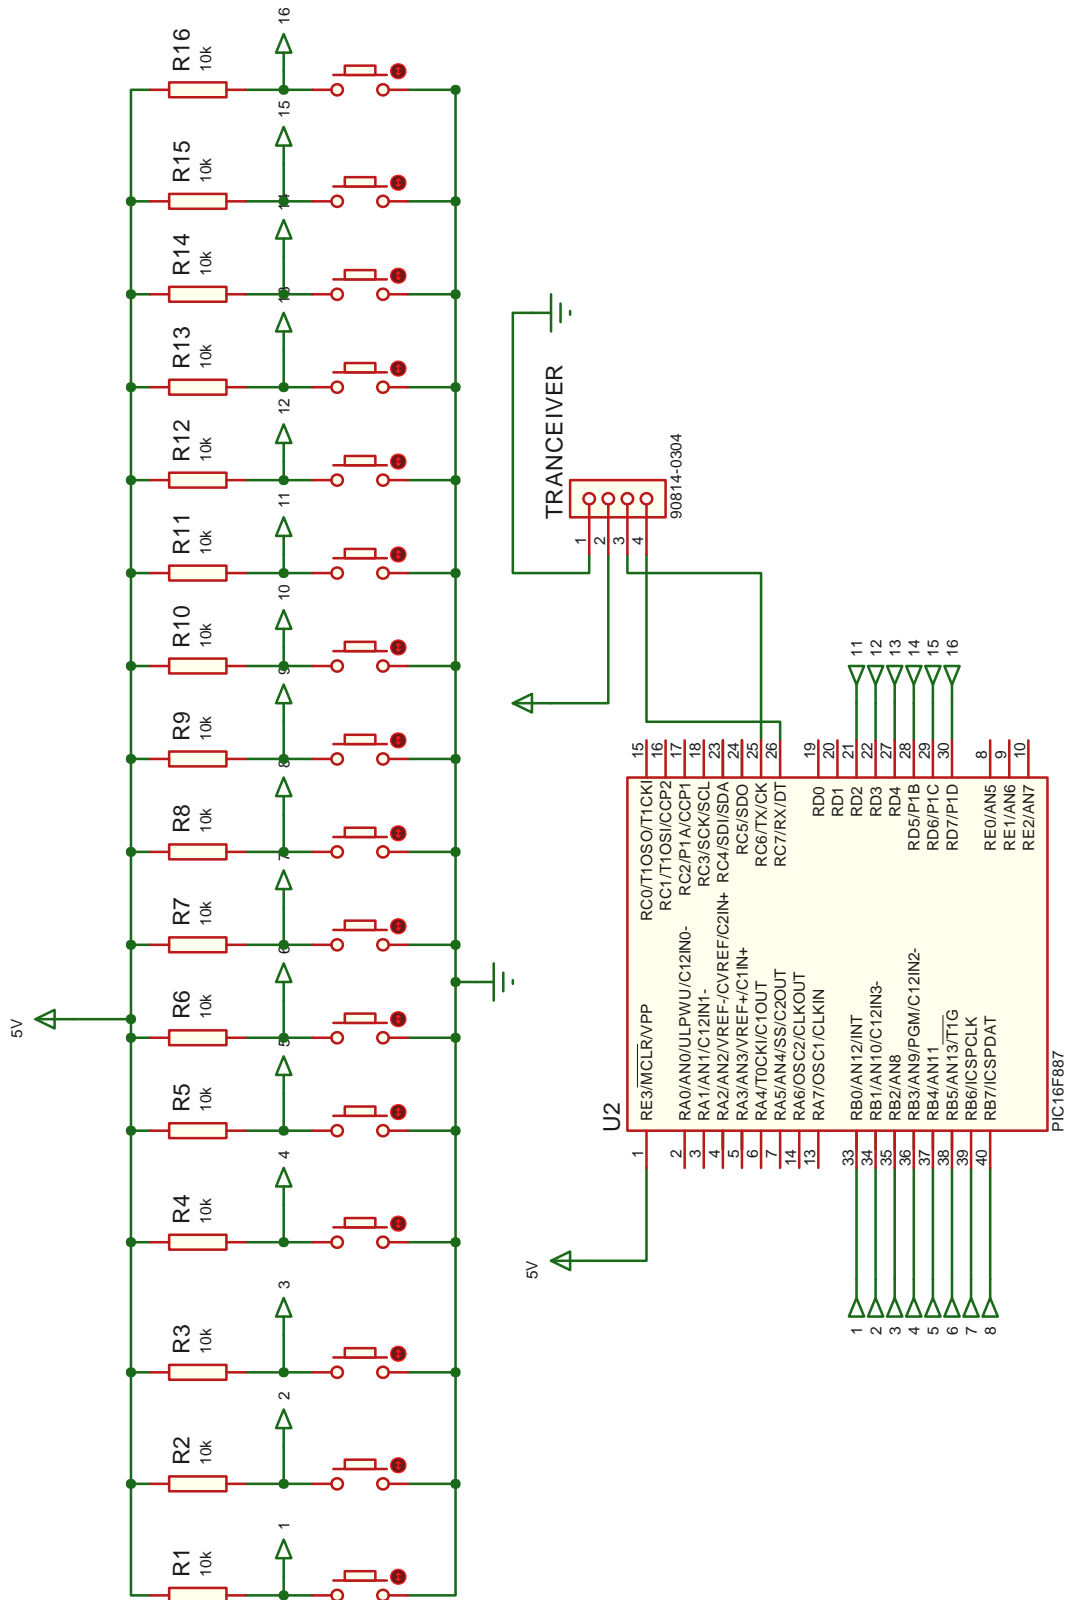 5V
R1
10k
1
R2
10k
2
R3
10k
3
R4
10k
4
R5
10k
5
R6
10k
6
R7
10k
7
R8
10k
8
R9
10k
9
R10
10k
10
R11
10k
11
R12
10k
12
R13
10k
13
R14
10k
14
R15
10k
15
R16
10k
16
TRANCEIVER
1
2
3
4
90814-0304
5V
U2
1 RE3/MCLR/VPP
2 RA0/AN0/ULPWU/C12IN0-
3 RA1/AN1/C12IN1-
4 RA2/AN2/VREF-/CVREF/C2IN+
5 RA3/AN3/VREF+/C1IN+
6 RA4/T0CKI/C1OUT
7 RA5/AN4/SS/C2OUT
14 RA6/OSC2/CLKOUT
13 RA7/OSC1/CLKIN
1 33 RB0/AN12/INT
2 34 RB1/AN10/C12IN3-
3 35 RB2/AN8
4 36 RB3/AN9/PGM/C12IN2-
5 37 RB4/AN11
6 38 RB5/AN13/T1G
7 39 RB6/ICSPCLK
8 40 RB7/ICSPDAT
RC0/T1OSO/T1CKI 15
RC1/T1OSI/CCP2 16
RC2/P1A/CCP1 17
RC3/SCK/SCL 18
RC4/SDI/SDA 23
RC5/SDO 24
RC6/TX/CK 25
RC7/RX/DT 26
RD0 19
RD1 20
RD2 21 11
RD3 22 12
RD4 27 13
RD5/P1B 28 14
RD6/P1C 29 15
RD7/P1D 30 16
RE0/AN5 8
RE1/AN6 9
RE2/AN7 10
PIC16F887